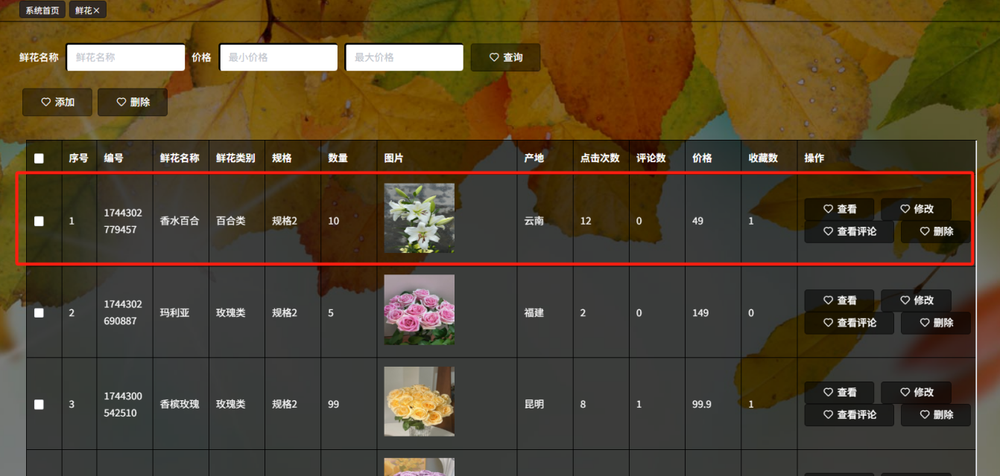 系统首页 鲜花×
鲜花名称 鲜花名称 价格 最小价格 最大价格 查询
添加 删除
序号 编号 鲜花名称 鲜花类别 规格 数量 图片 产地 点击次数 评论数 价格 收藏数 操作
1 1744302779457 香水百合 百合类 规格2 10 云南 12 0 49 1 查看 修改
查看评论 删除
2 1744302690887 玛利亚 玫瑰类 规格2 5 福建 2 0 149 0 查看 修改
查看评论 删除
3 1744300542510 香槟玫瑰 玫瑰类 规格2 99 昆明 8 1 99.9 1 查看 修改
查看评论 删除